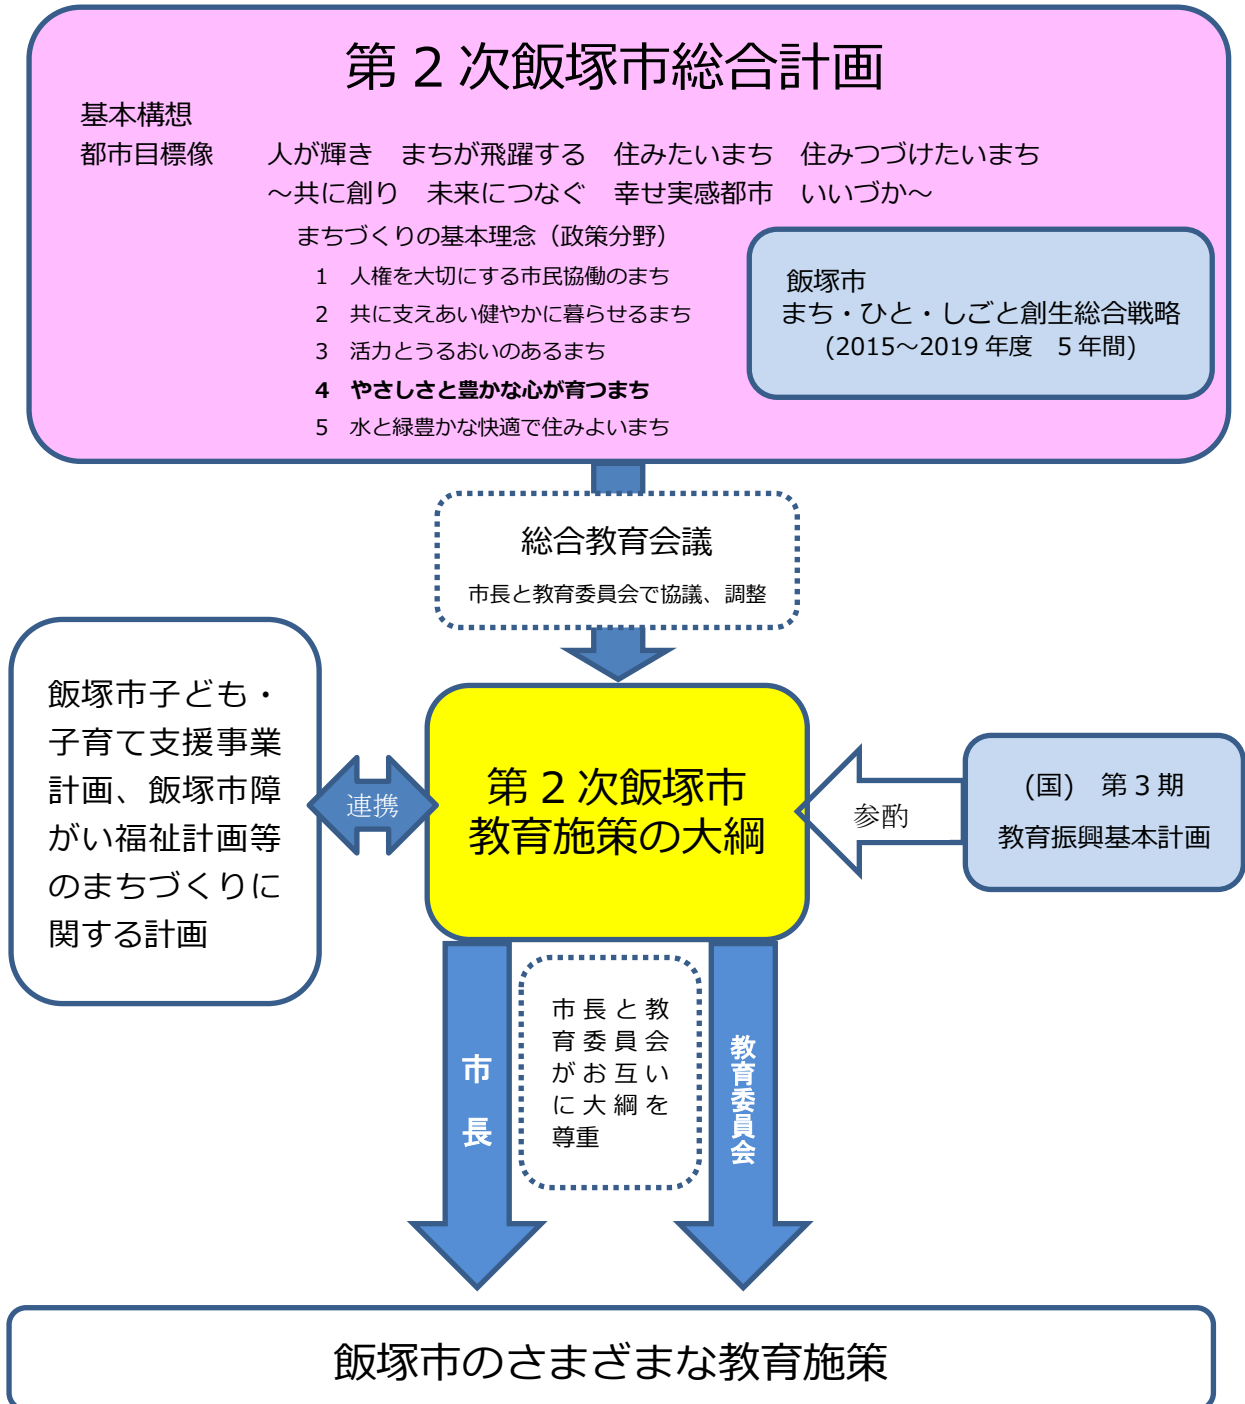 第2次飯塚市総合計画
基本構想
都市目標像　人が輝き　まちが飛躍する　住みたいまち　住みつづけたいまち
～共に創り　未来につなぐ　幸せ実感都市　いいづか～
まちづくりの基本理念（政策分野）
1　人権を大切にする市民協働のまち
2　共に支えあい健やかに暮らせるまち
3　活力とうるおいのあるまち
4　やさしさと豊かな心が育つまち
5　水と緑豊かな快適で住みよいまち
飯塚市
まち・ひと・しごと創生総合戦略
(2015～2019 年度　5 年間)
総合教育会議
市長と教育委員会で協議、調整
飯塚市子ども・
子育て支援事業
計画、飯塚市障
がい福祉計画等
のまちづくりに
関する計画
連携
第2次飯塚市
教育施策の大綱
参酌
(国)　第3期
教育振興基本計画
市長
市長と教
育委員会
がお互い
に大綱を
尊重
教育委員会
飯塚市のさまざまな教育施策